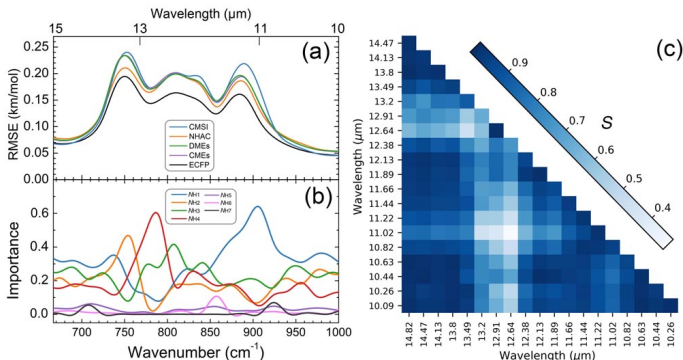 Wavelength (μm)
15 13 11 10
(a)
RMSE (km/mol)
0.25
0.20
0.15
0.10
0.05
0.00
CMSI
NHAC
DMEs
CMEs
ECFP
(b)
Importance
0.6
0.4
0.2
0.0
NH1 NH5
NH2 NH6
NH3 NH7
NH4
700 750 800 850 900 950 1000
Wavenumber (cm-1)
(c)
Wavelength (μm)
14.47
14.13
13.8
13.49
13.2
12.91
12.64
12.38
12.13
11.89
11.66
11.44
11.22
11.02
10.82
10.63
10.44
10.26
10.09
0.9
0.8
0.7
0.6
0.5
0.4
S
14.82 14.47 14.13 13.8 13.49 13.2 12.91 12.64 12.38 12.13 11.89 11.66 11.44 11.22 11.02 10.82 10.63 10.44 10.26
Wavelength (μm)